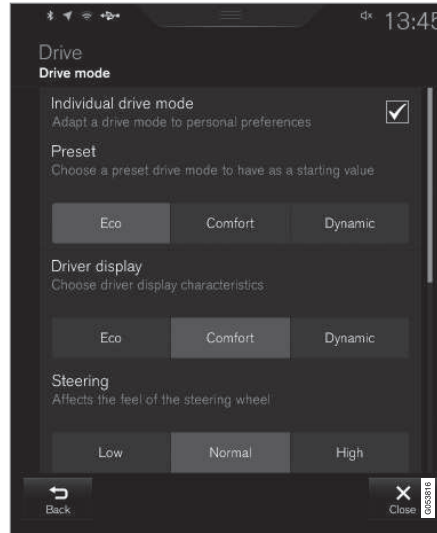 13:45
Drive
Drive mode
Individual drive mode
Adapt a drive mode to personal preferences
Preset
Choose a preset drive mode to have as a starting value
Eco Comfort Dynamic
Driver display
Choose driver display characteristics
Eco Comfort Dynamic
Steering
Affects the feel of the steering wheel
Low Normal High
Back Close
G053816